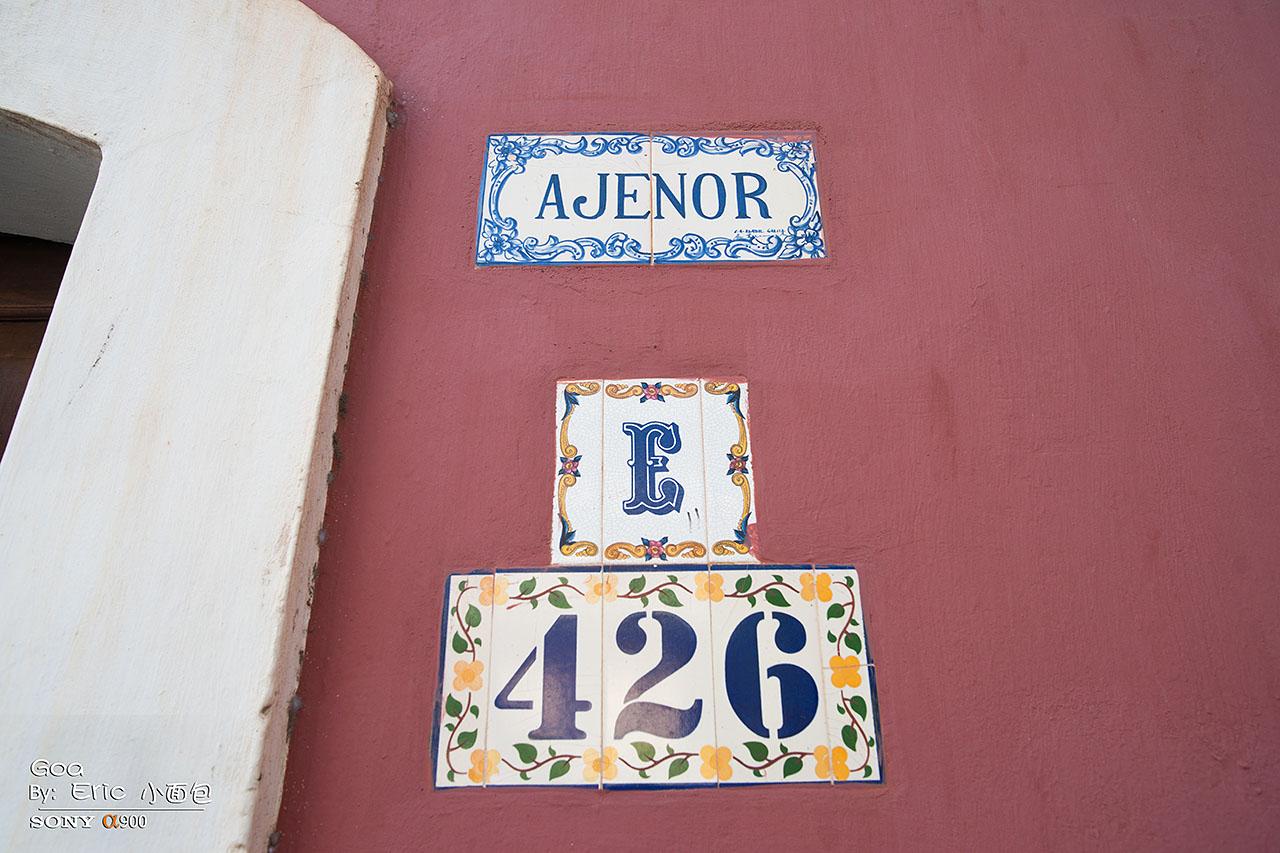 AJENOR
E
426
Goa
By: Eric 小面包
SONY α900